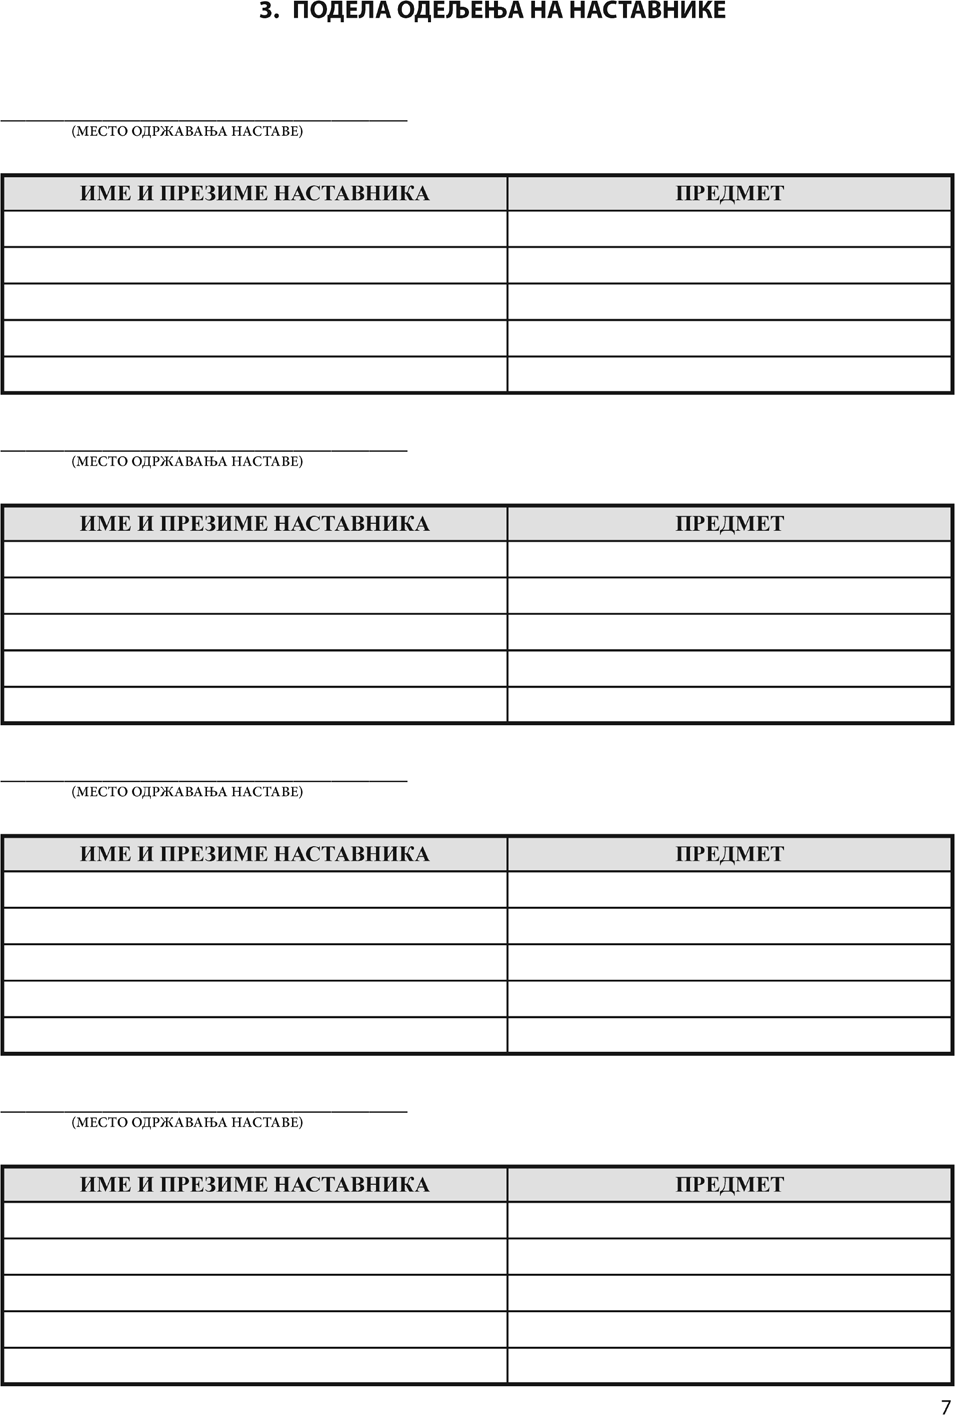 3. ПОДЕЛА ОДЕЉЕЊА НА НАСТАВНИКЕ
(МЕСТО ОДРЖАВАЊА НАСТАВЕ)
ИМЕ И ПРЕЗИМЕ НАСТАВНИКА ПРЕДМЕТ
(МЕСТО ОДРЖАВАЊА НАСТАВЕ)
ИМЕ И ПРЕЗИМЕ НАСТАВНИКА ПРЕДМЕТ
(МЕСТО ОДРЖАВАЊА НАСТАВЕ)
ИМЕ И ПРЕЗИМЕ НАСТАВНИКА ПРЕДМЕТ
(МЕСТО ОДРЖАВАЊА НАСТАВЕ)
ИМЕ И ПРЕЗИМЕ НАСТАВНИКА ПРЕДМЕТ
7